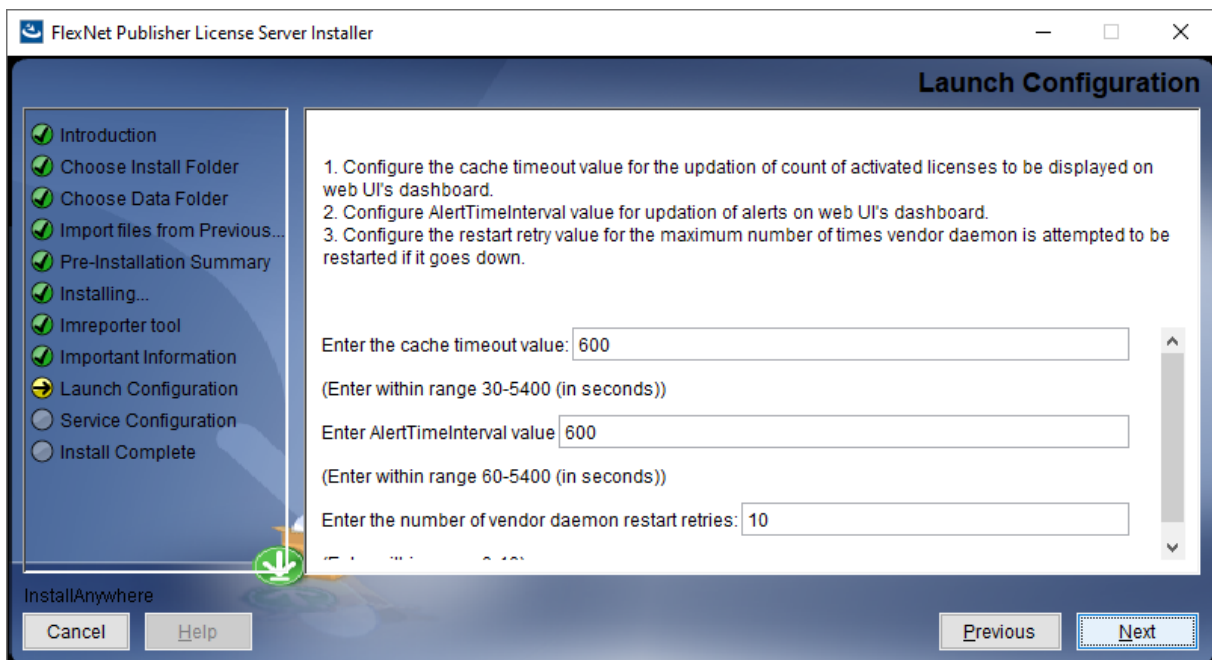 FlexNet Publisher License Server Installer
Launch Configuration
Introduction
Choose Install Folder
Choose Data Folder
Import files from Previous...
Pre-Installation Summary
Installing...
lmreporter tool
Important Information
Launch Configuration
Service Configuration
Install Complete
1. Configure the cache timeout value for the updation of count of activated licenses to be displayed on
web UI's dashboard.
2. Configure AlertTimeInterval value for updation of alerts on web UI's dashboard.
3. Configure the restart retry value for the maximum number of times vendor daemon is attempted to be
restarted if it goes down.
Enter the cache timeout value: 600
(Enter within range 30-5400 (in seconds))
Enter AlertTimeInterval value 600
(Enter within range 60-5400 (in seconds))
Enter the number of vendor daemon restart retries: 10
InstallAnywhere
Cancel Help Previous Next